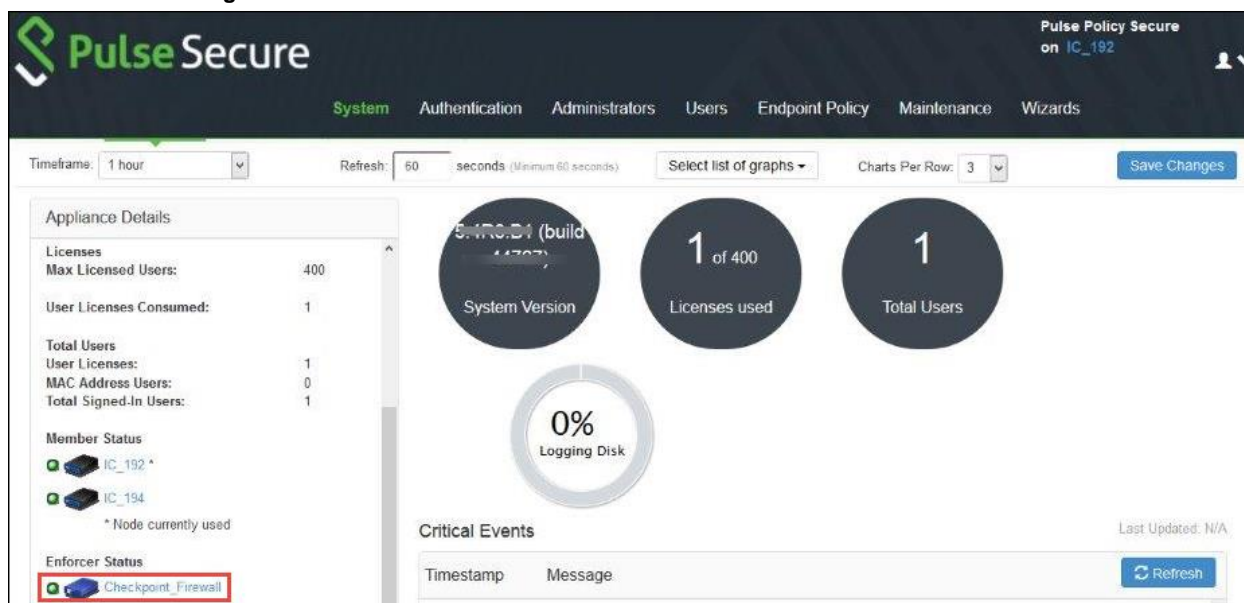 Pulse Secure
Pulse Policy Secure
on IC_192
System Authentication Administrators Users Endpoint Policy Maintenance Wizards
Timeframe: 1 hour Refresh: 60 seconds (Minimum 60 seconds) Select list of graphs Charts Per Row: 3 Save Changes
Appliance Details
Licenses
Max Licensed Users: 400
User Licenses Consumed: 1
Total Users
User Licenses: 1
MAC Address Users: 0
Total Signed-In Users: 1
Member Status
IC_192 *
IC_194
* Node currently used
Enforcer Status
Checkpoint_Firewall
(build
System Version
1 of 400
Licenses used
1
Total Users
0%
Logging Disk
Critical Events Last Updated: N/A
Timestamp Message Refresh